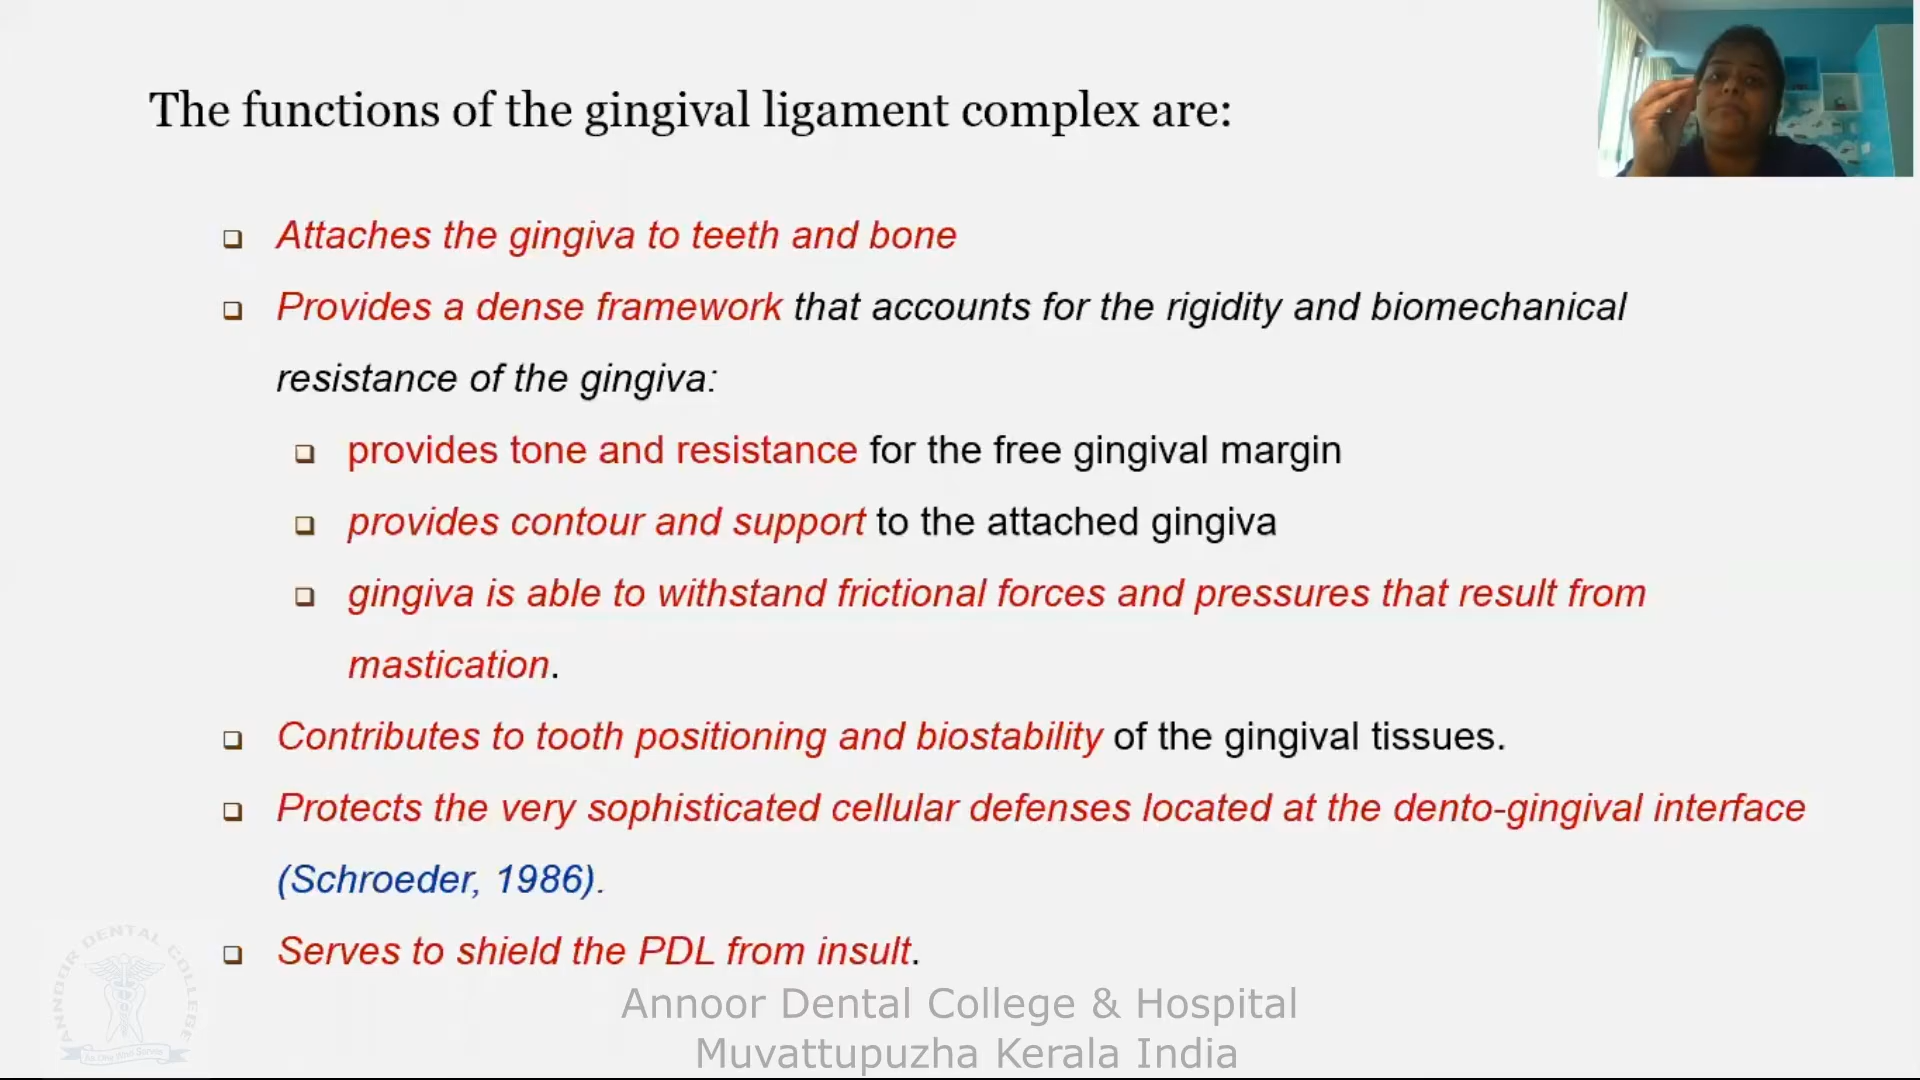 The functions of the gingival ligament complex are:
Attaches the gingiva to teeth and bone
Provides a dense framework that accounts for the rigidity and biomechanical
resistance of the gingiva:
provides tone and resistance for the free gingival margin
provides contour and support to the attached gingiva
gingiva is able to withstand frictional forces and pressures that result from
mastication.
Contributes to tooth positioning and biostability of the gingival tissues.
Protects the very sophisticated cellular defenses located at the dento-gingival interface
(Schroeder, 1986).
Serves to shield the PDL from insult.
ANNOOR DENTAL COLLEGE
Annoor Dental College & Hospital
Muvattupuzha Kerala India